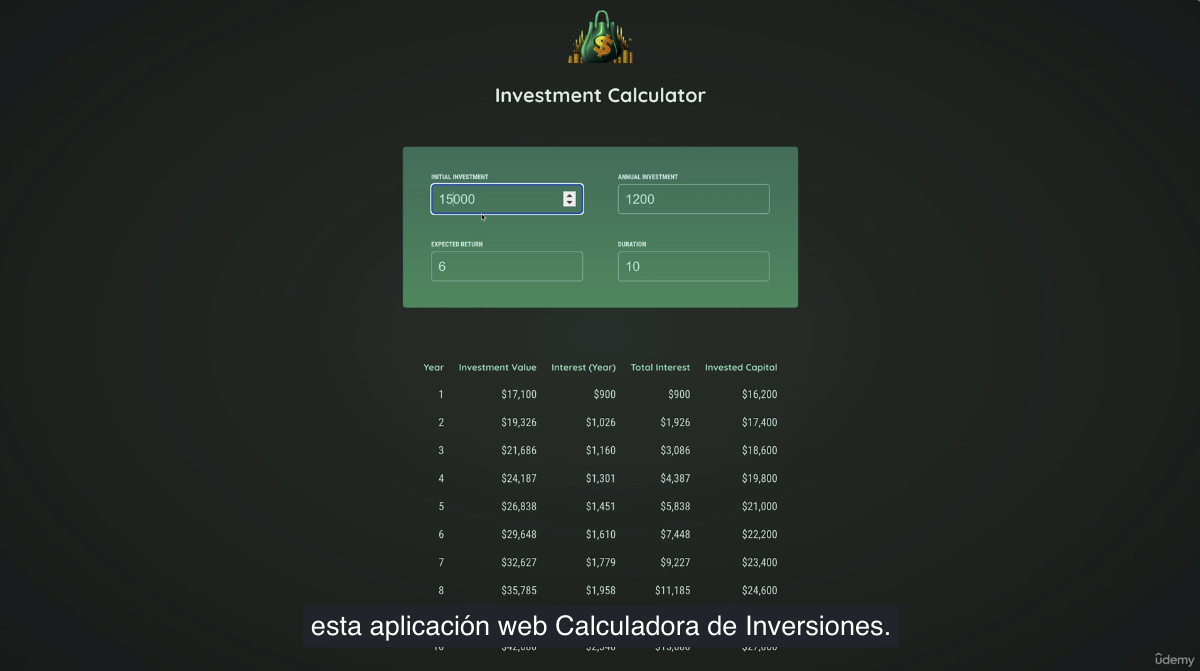 Investment Calculator
INITIAL INVESTMENT ANNUAL INVESTMENT
15000 1200
EXPECTED RETURN DURATION
6 10
Year Investment Value Interest (Year) Total Interest Invested Capital
1 $17,100 $900 $900 $16,200
2 $19,326 $1,026 $1,926 $17,400
3 $21,686 $1,160 $3,086 $18,600
4 $24,187 $1,301 $4,387 $19,800
5 $26,838 $1,451 $5,838 $21,000
6 $29,648 $1,610 $7,448 $22,200
7 $32,627 $1,779 $9,227 $23,400
8 $35,785 $1,958 $11,185 $24,600
esta aplicación web Calculadora de Inversiones.
udemy